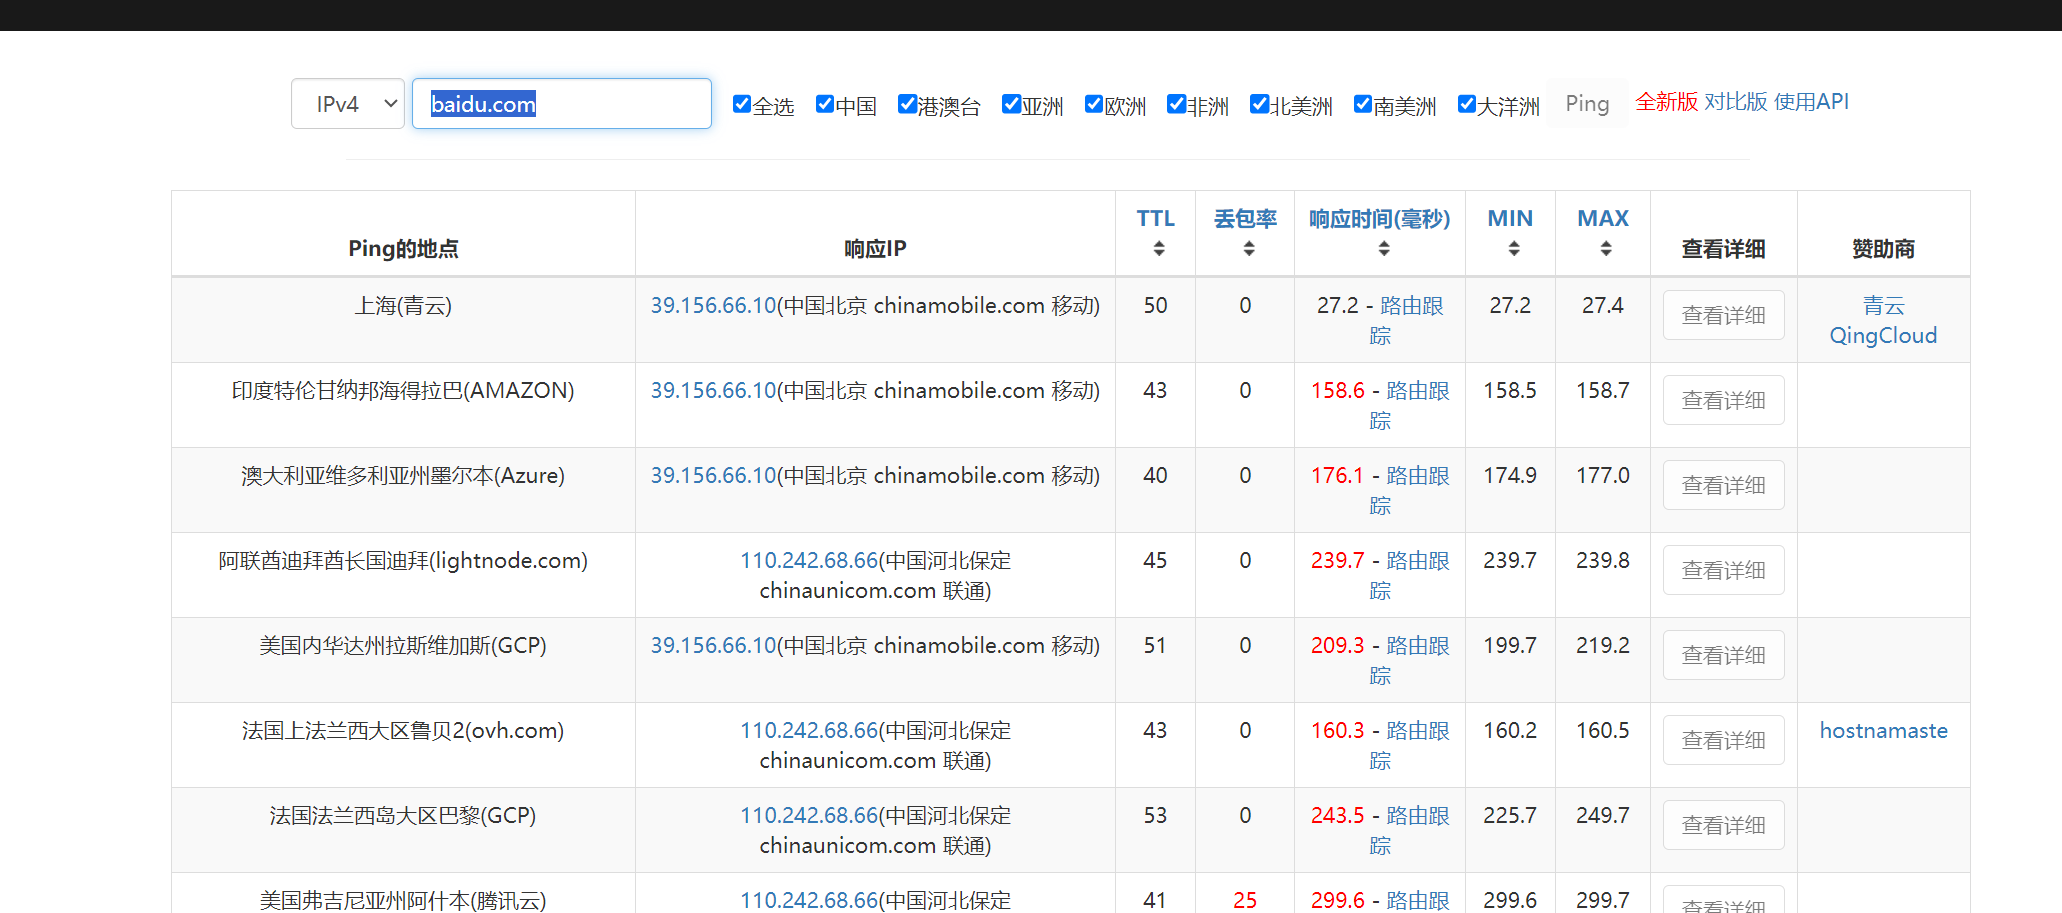 IPv4 baidu.com 全选 中国 港澳台 亚洲 欧洲 非洲 北美洲 南美洲 大洋洲 Ping 全新版 对比版 使用API
Ping的地点 响应IP TTL 丢包率 响应时间(毫秒) MIN MAX 查看详细 赞助商
上海(青云) 39.156.66.10(中国北京 chinamobile.com 移动) 50 0 27.2 - 路由跟 27.2 27.4 查看详细 青云
踪 QingCloud
印度特伦甘纳邦海得拉巴(AMAZON) 39.156.66.10(中国北京 chinamobile.com 移动) 43 0 158.6 - 路由跟 158.5 158.7 查看详细
踪
澳大利亚维多利亚州墨尔本(Azure) 39.156.66.10(中国北京 chinamobile.com 移动) 40 0 176.1 - 路由跟 174.9 177.0 查看详细
踪
阿联酋迪拜酋长国迪拜(lightnode.com) 110.242.68.66(中国河北保定 45 0 239.7 - 路由跟 239.7 239.8 查看详细
chinaunicom.com 联通) 踪
美国内华达州拉斯维加斯(GCP) 39.156.66.10(中国北京 chinamobile.com 移动) 51 0 209.3 - 路由跟 199.7 219.2 查看详细
踪
法国上法兰西大区鲁贝2(ovh.com) 110.242.68.66(中国河北保定 43 0 160.3 - 路由跟 160.2 160.5 查看详细 hostnamaste
chinaunicom.com 联通) 踪
法国法兰西岛大区巴黎(GCP) 110.242.68.66(中国河北保定 53 0 243.5 - 路由跟 225.7 249.7 查看详细
chinaunicom.com 联通) 踪
美国弗吉尼亚州阿什本(腾讯云) 110.242.68.66(中国河北保定 41 25 299.6 - 路由跟 299.6 299.7 查看详细